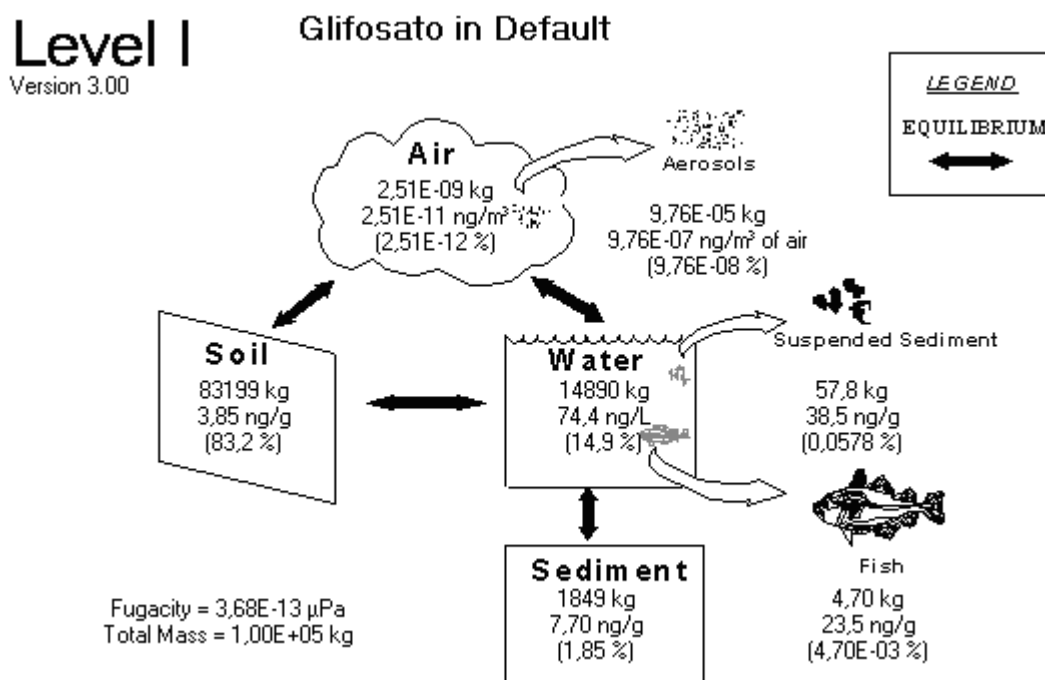 Level I
Version 3.00
Glifosato in Default
LEGEND
EQUILIBRIUM
Air
2,51E-09 kg
2,51E-11 ng/m³
(2,51E-12 %)
Aerosols
9,76E-05 kg
9,76E-07 ng/m³ of air
(9,76E-08 %)
Soil
83199 kg
3,85 ng/g
(83,2 %)
Water
14890 kg
74,4 ng/L
(14,9 %)
Suspended Sediment
57,8 kg
38,5 ng/g
(0,0578 %)
Fish
4,70 kg
23,5 ng/g
(4,70E-03 %)
Sediment
1849 kg
7,70 ng/g
(1,85 %)
Fugacity = 3,68E-13 µPa
Total Mass = 1,00E+05 kg